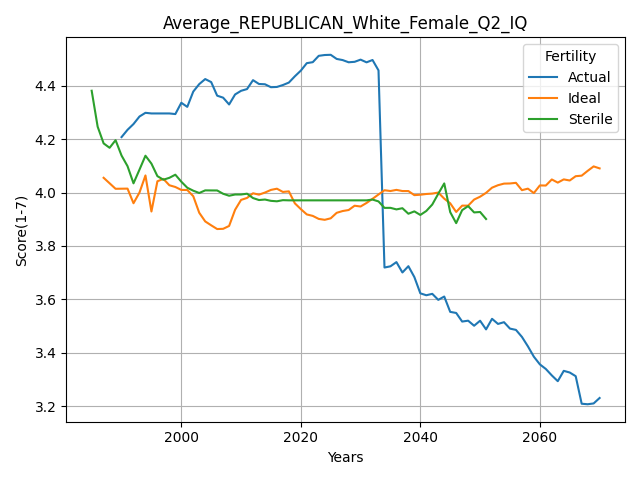 Average_REPUBLICAN_White_Female_Q2_IQ
Fertility
Actual
Ideal
Sterile
Score(1-7)
4.4
4.2
4.0
3.8
3.6
3.4
3.2
2000
2020
2040
2060
Years